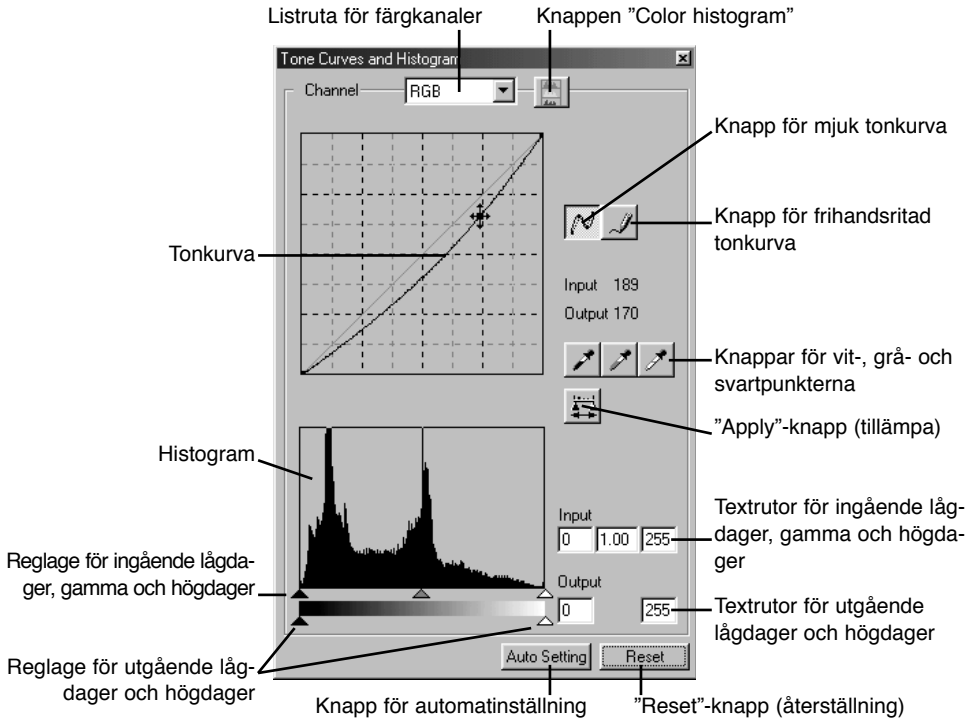 Listruta för färgkanaler
Knappen ”Color histogram”
Tone Curves and Histogram
Channel
RGB
Knapp för mjuk tonkurva
Knapp för frihandsritad
tonkurva
Tonkurva
Input 189
Output 170
Knappar för vit-, grå- och
svartpunkterna
”Apply”-knapp (tillämpa)
Histogram
Input
0 1.00 255
Textrutor för ingående låg-
dager, gamma och högda-
ger
Reglage för ingående lågda-
ger, gamma och högdager
Output
0 255
Textrutor för utgående
lågdager och högdager
Auto Setting
Reset
Reglage för utgående låg-
dager och högdager
Knapp för automatinställning
”Reset”-knapp (återställning)